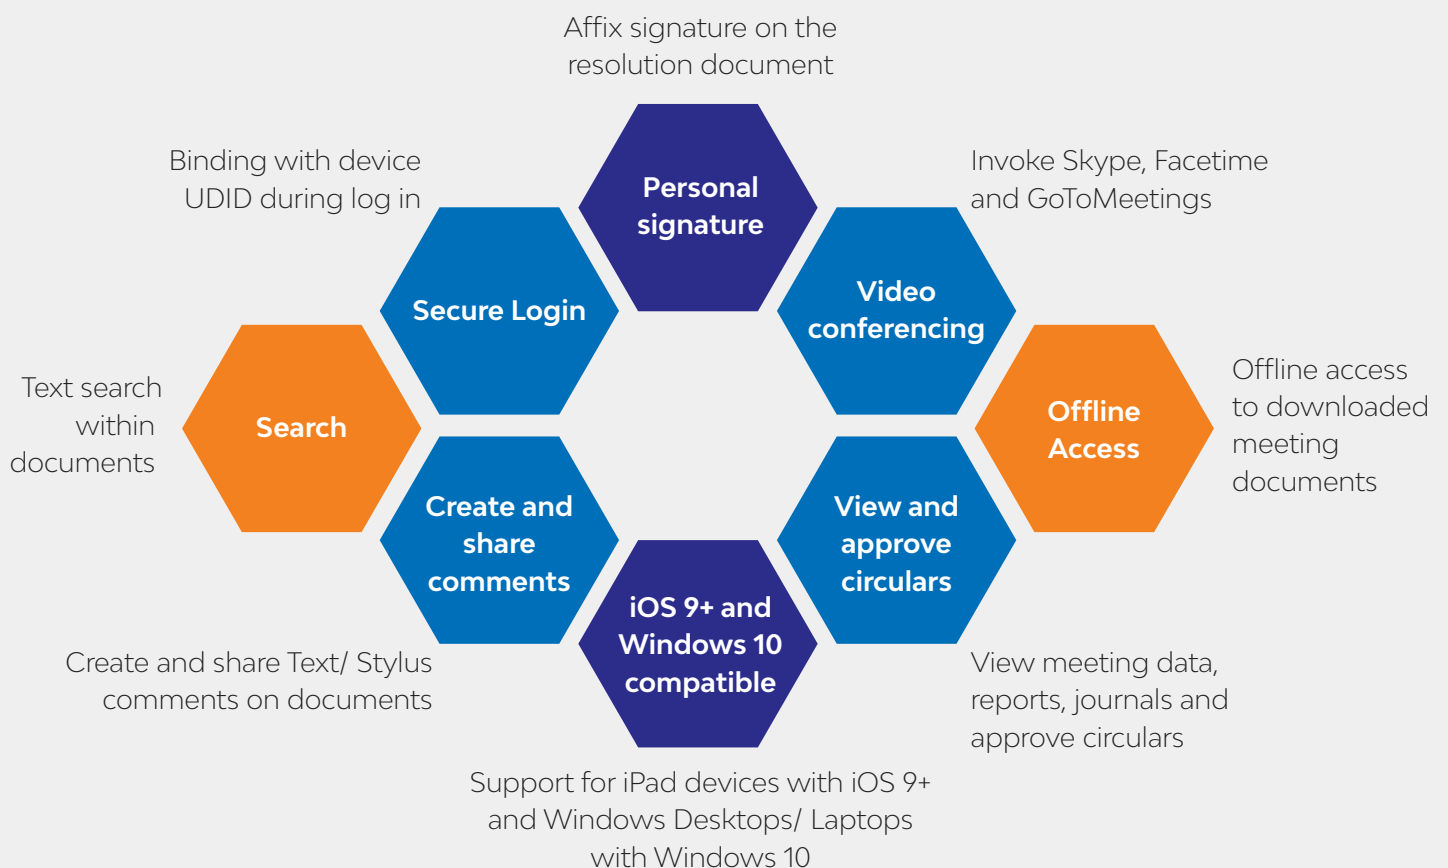 Affix signature on the
resolution document
Personal
signature
Binding with device
UDID during log in
Secure Login
Invoke Skype, Facetime
and GoToMeetings
Video
conferencing
Text search
within
documents
Search
Offline
Access
Offline access
to downloaded
meeting
documents
Create and
share
comments
Create and share Text/ Stylus
comments on documents
View and
approve
circulars
View meeting data,
reports, journals and
approve circulars
iOS 9+ and
Windows 10
compatible
Support for iPad devices with iOS 9+
and Windows Desktops/ Laptops
with Windows 10